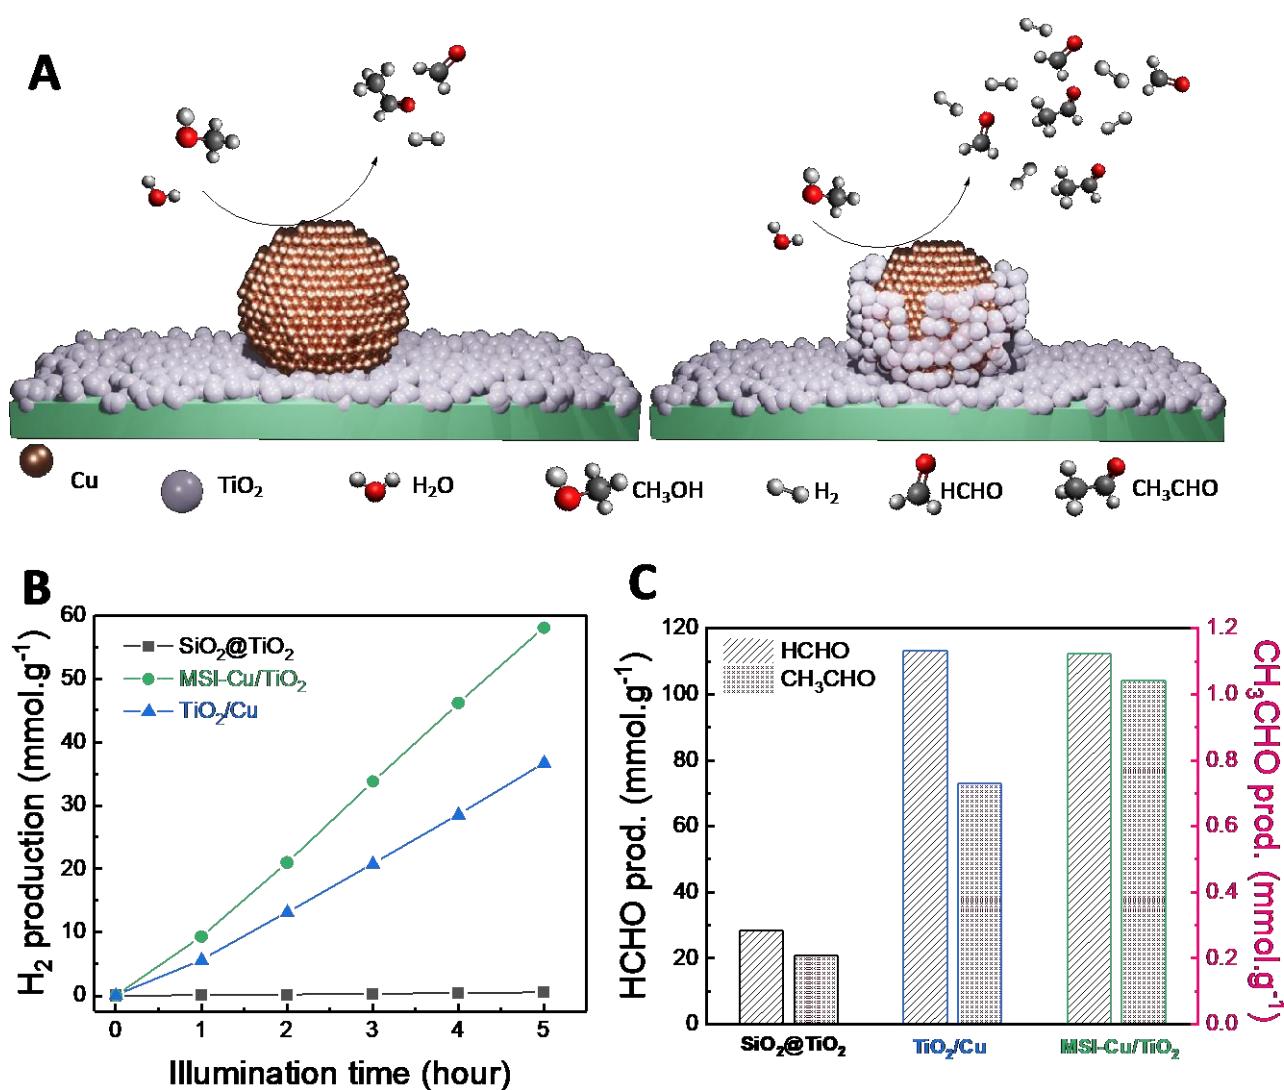 A
Cu
TiO₂
H₂O
CH₃OH
H₂
HCHO
CH₃CHO
B
H₂ production (mmol.g⁻¹)
60
50
40
30
20
10
0
SiO₂@TiO₂
MSI-Cu/TiO₂
TiO₂/Cu
0 1 2 3 4 5
Illumination time (hour)
C
HCHO prod. (mmol.g⁻¹)
120
100
80
60
40
20
0
HCHO
CH₃CHO
SiO₂@TiO₂
TiO₂/Cu
MSI-Cu/TiO₂
1.2
1.0
0.8
0.6
0.4
0.2
0.0
CH₃CHO prod. (mmol.g⁻¹)